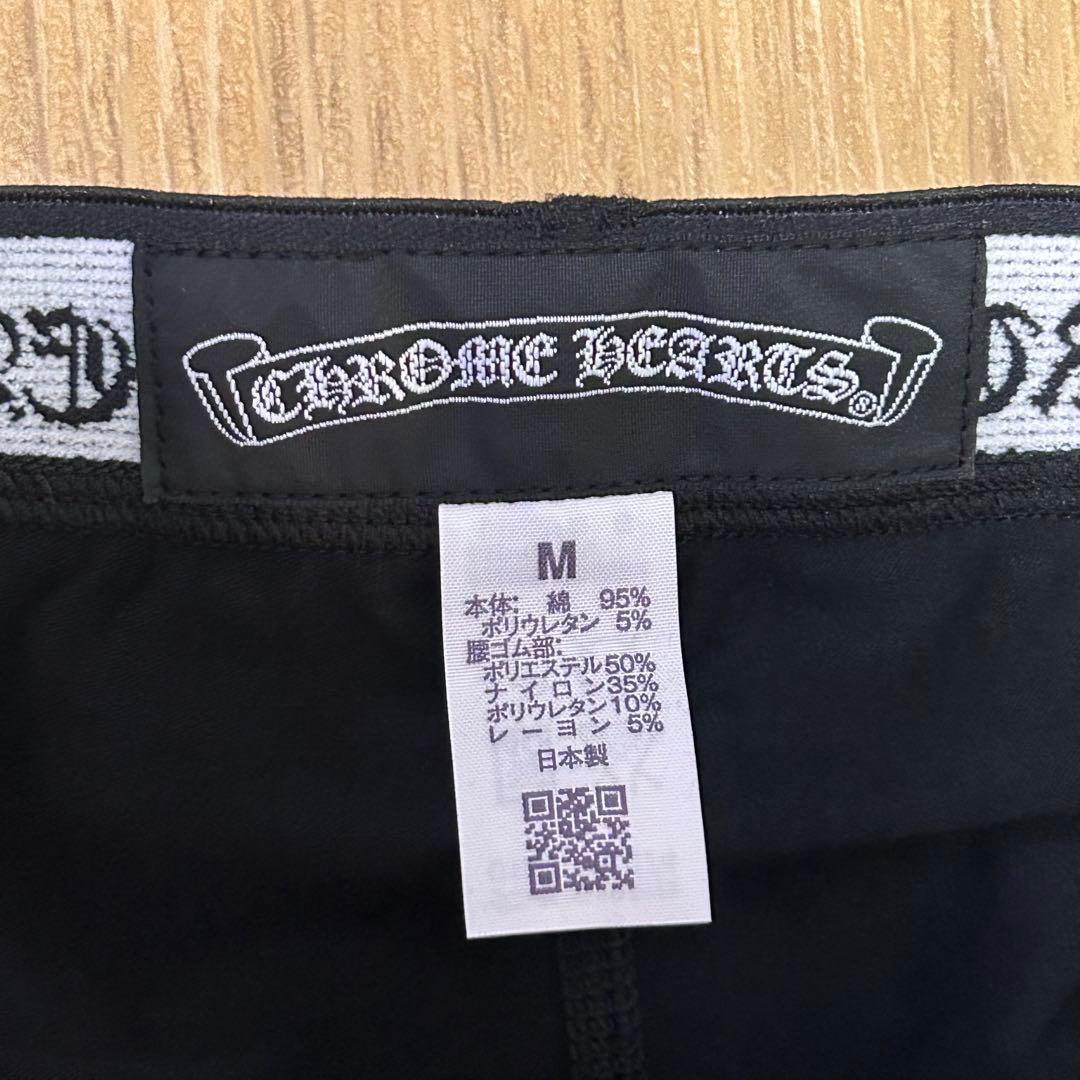 CHROME HEARTS®
M
本体: 綿 95%
ポリウレタン 5%
腰ゴム部:
ポリエステル50%
ナイロン35%
ポリウレタン10%
レーヨン 5%
日本製